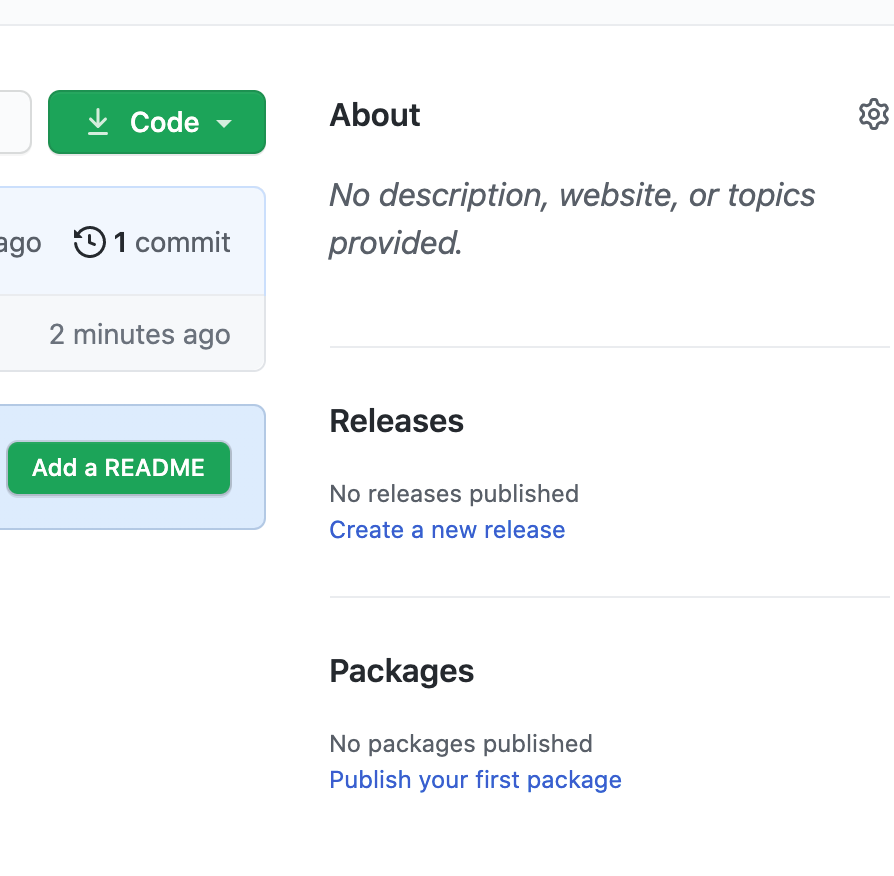 Code
ago 1 commit
2 minutes ago
Add a README
About
No description, website, or topics
provided.
Releases
No releases published
Create a new release
Packages
No packages published
Publish your first package